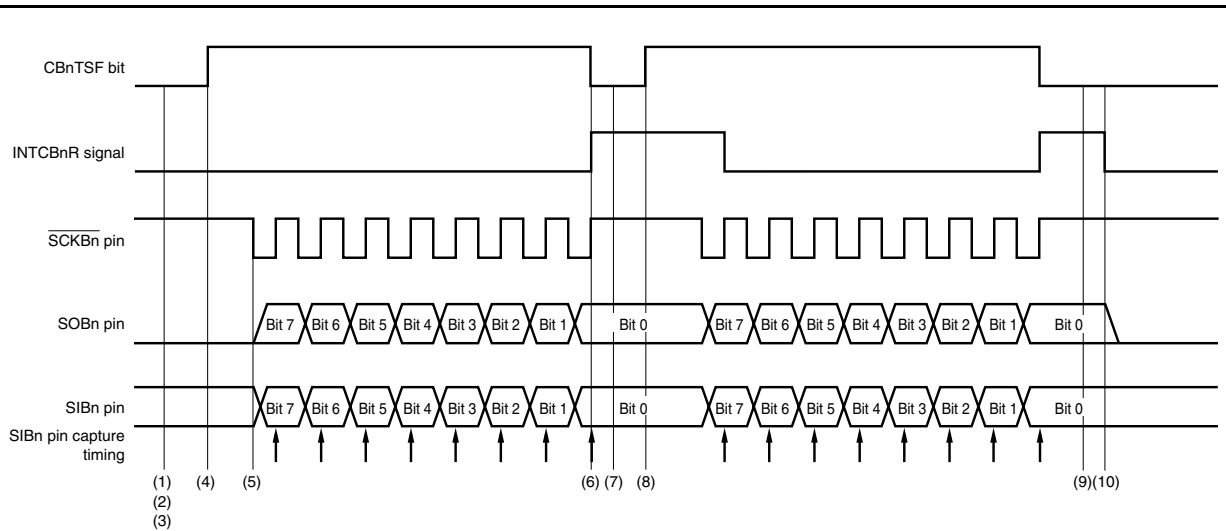 CBnTSF bit
INTCBnR signal
SCKBn pin
SOBn pin
Bit 7 Bit 6 Bit 5 Bit 4 Bit 3 Bit 2 Bit 1 Bit 0 Bit 7 Bit 6 Bit 5 Bit 4 Bit 3 Bit 2 Bit 1 Bit 0
SIBn pin
Bit 7 Bit 6 Bit 5 Bit 4 Bit 3 Bit 2 Bit 1 Bit 0 Bit 7 Bit 6 Bit 5 Bit 4 Bit 3 Bit 2 Bit 1 Bit 0
SIBn pin capture
timing
(1) (4) (5) (6) (7) (8) (9) (10)
(2)
(3)